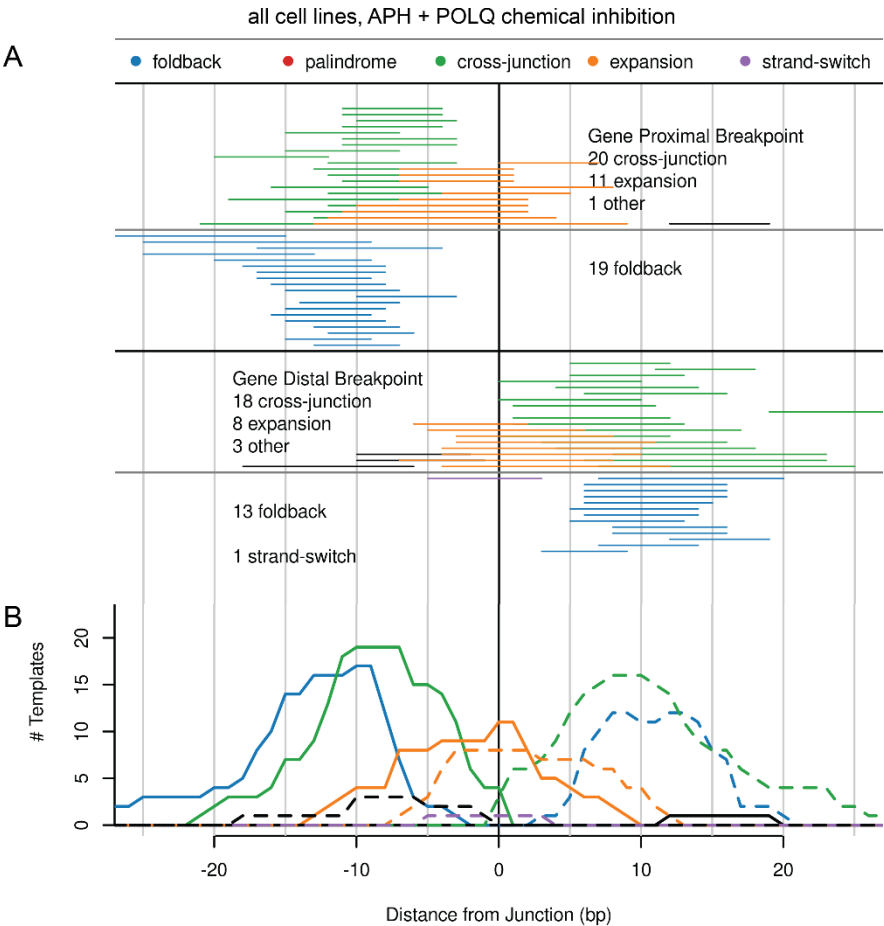 all cell lines, APH + POLQ chemical inhibition
A
foldback palindrome cross-junction expansion strand-switch
Gene Proximal Breakpoint
20 cross-junction
11 expansion
1 other
19 foldback
Gene Distal Breakpoint
18 cross-junction
8 expansion
3 other
13 foldback
1 strand-switch
B
# Templates
20
15
10
5
0
-20 -10 0 10 20
Distance from Junction (bp)